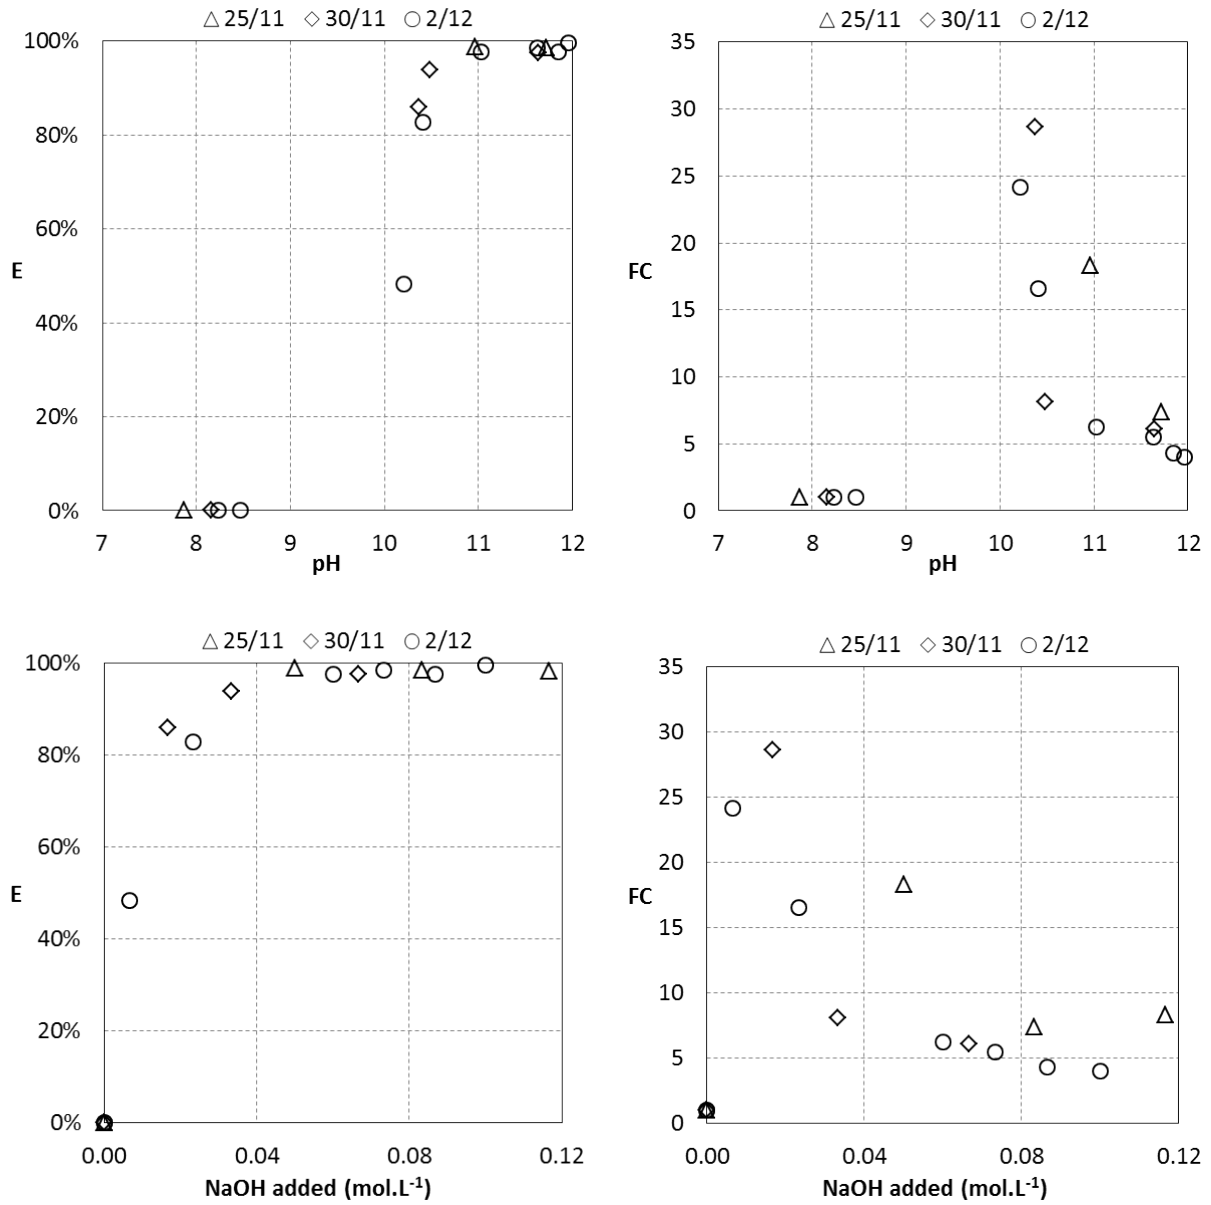 △ 25/11 ◇ 30/11 ○ 2/12
100%
80%
60%
40%
20%
0%
E
7 8 9 10 11 12
pH
△ 25/11 ◇ 30/11 ○ 2/12
35
30
25
20
15
10
5
0
FC
7 8 9 10 11 12
pH
△ 25/11 ◇ 30/11 ○ 2/12
100%
80%
60%
40%
20%
0%
E
0.00 0.04 0.08 0.12
NaOH added (mol.L⁻¹)
△ 25/11 ◇ 30/11 ○ 2/12
35
30
25
20
15
10
5
0
FC
0.00 0.04 0.08 0.12
NaOH added (mol.L⁻¹)